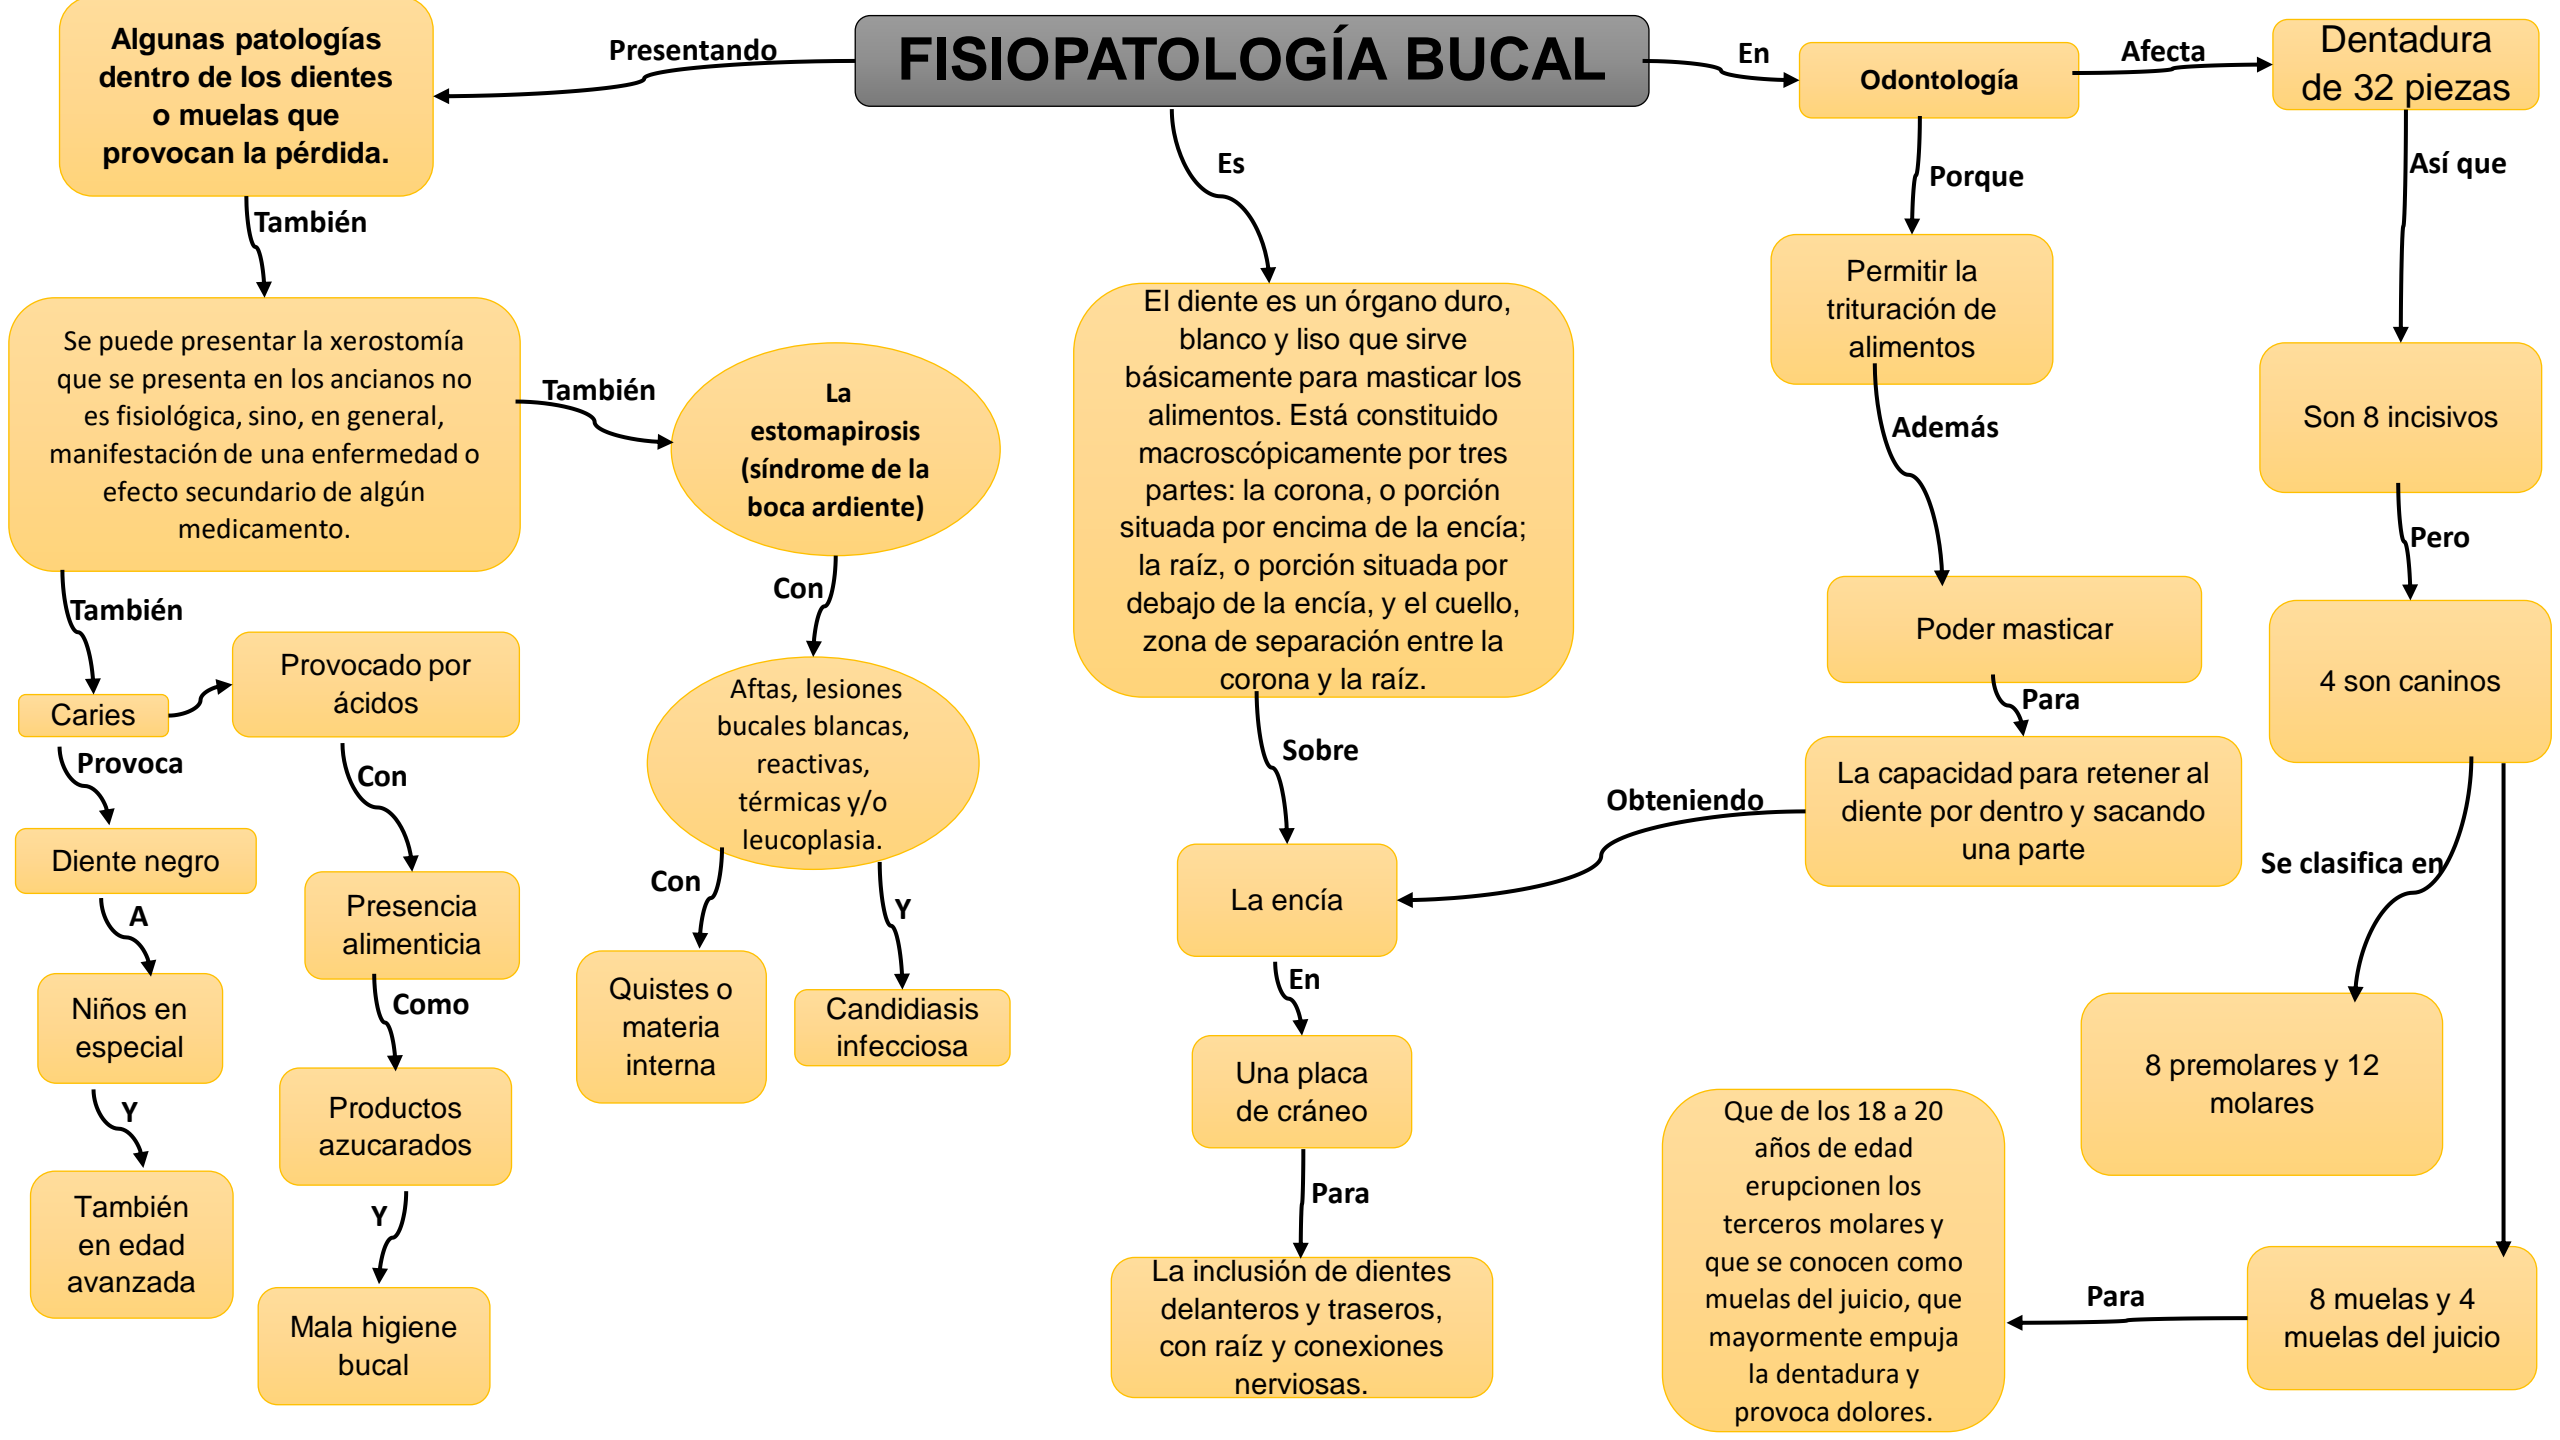 FISIOPATOLOGÍA BUCAL
Presentando
Algunas patologías
dentro de los dientes
o muelas que
provocan la pérdida.
También
Se puede presentar la xerostomía
que se presenta en los ancianos no
es fisiológica, sino, en general,
manifestación de una enfermedad o
efecto secundario de algún
medicamento.
También
La
estomapirosis
(síndrome de la
boca ardiente)
Con
Aftas, lesiones
bucales blancas,
reactivas,
térmicas y/o
leucoplasia.
Con
Quistes o
materia
interna
Y
Candidiasis
infecciosa
También
Caries
Provocado por
ácidos
Con
Presencia
alimenticia
Como
Productos
azucarados
Y
Mala higiene
bucal
Provoca
Diente negro
A
Niños en
especial
Y
También
en edad
avanzada
Es
El diente es un órgano duro,
blanco y liso que sirve
básicamente para masticar los
alimentos. Está constituido
macroscópicamente por tres
partes: la corona, o porción
situada por encima de la encía;
la raíz, o porción situada por
debajo de la encía, y el cuello,
zona de separación entre la
corona y la raíz.
Sobre
La encía
En
Una placa
de cráneo
Para
La inclusión de dientes
delanteros y traseros,
con raíz y conexiones
nerviosas.
En
Odontología
Porque
Permitir la
trituración de
alimentos
Además
Poder masticar
Para
La capacidad para retener al
diente por dentro y sacando
una parte
Obteniendo
Afecta
Dentadura
de 32 piezas
Así que
Son 8 incisivos
Pero
4 son caninos
Se clasifica en
8 premolares y 12
molares
8 muelas y 4
muelas del juicio
Para
Que de los 18 a 20
años de edad
erupcionen los
terceros molares y
que se conocen como
muelas del juicio, que
mayormente empuja
la dentadura y
provoca dolores.